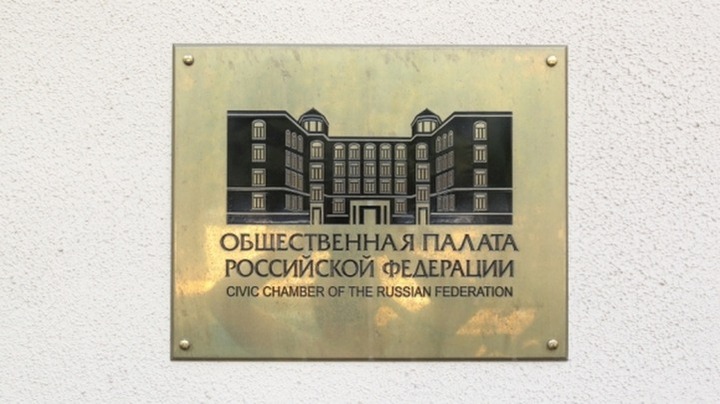 ОБЩЕСТВЕННАЯ ПАЛАТА
РОССИЙСКОЙ ФЕДЕРАЦИИ
CIVIC CHAMBER OF THE RUSSIAN FEDERATION